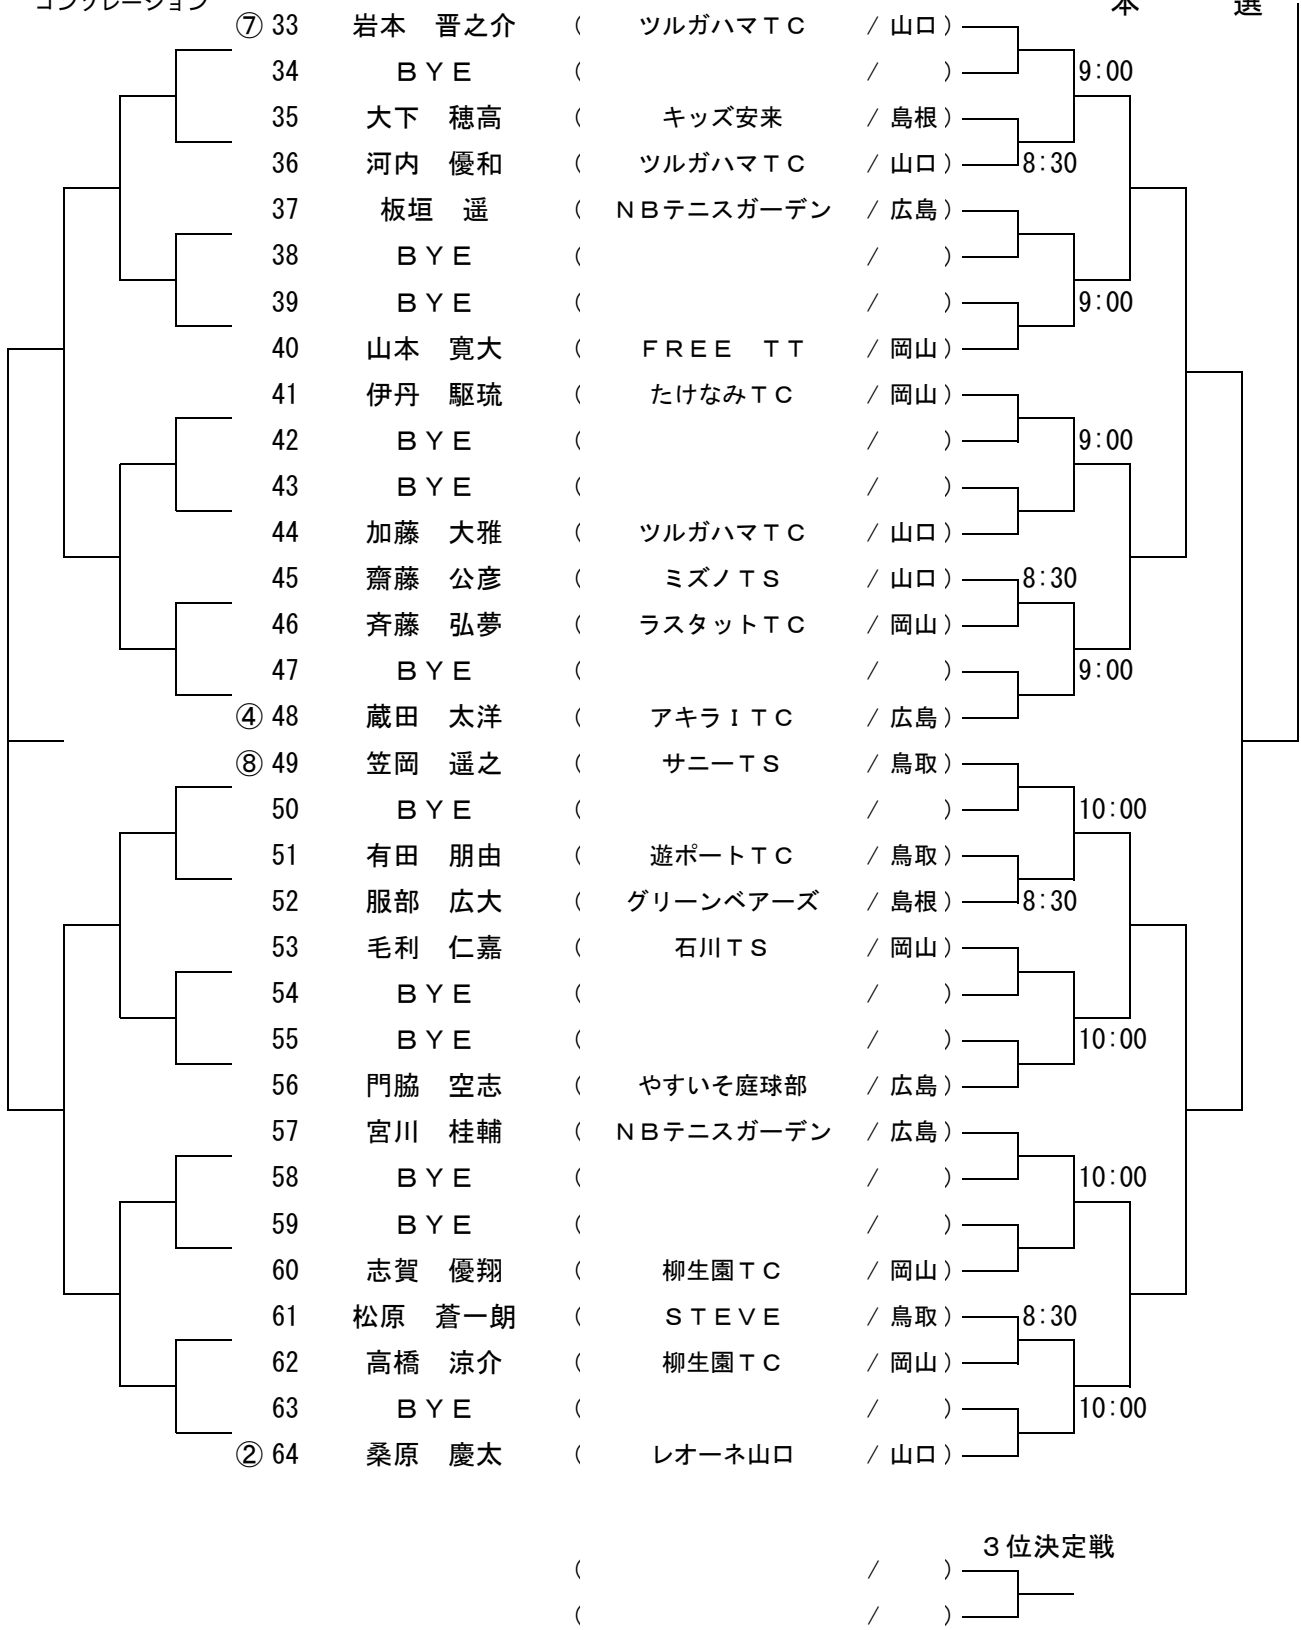 コンソレーション 本 選
⑦ 33 岩本 晋之介 ( ツルガハマＴＣ / 山口 )
34 ＢＹＥ ( / ) 9:00
35 大下 穂高 ( キッズ安来 / 島根 )
36 河内 優和 ( ツルガハマＴＣ / 山口 ) 8:30
37 板垣 遥 ( ＮＢテニスガーデン / 広島 )
38 ＢＹＥ ( / )
39 ＢＹＥ ( / ) 9:00
40 山本 寛大 ( ＦＲＥＥ ＴＴ / 岡山 )
41 伊丹 駆琉 ( たけなみＴＣ / 岡山 )
42 ＢＹＥ ( / ) 9:00
43 ＢＹＥ ( / )
44 加藤 大雅 ( ツルガハマＴＣ / 山口 )
45 齋藤 公彦 ( ミズノＴＳ / 山口 ) 8:30
46 斉藤 弘夢 ( ラスタットＴＣ / 岡山 )
47 ＢＹＥ ( / ) 9:00
④ 48 蔵田 太洋 ( アキラＩＴＣ / 広島 )
⑧ 49 笠岡 遥之 ( サニーＴＳ / 鳥取 )
50 ＢＹＥ ( / ) 10:00
51 有田 朋由 ( 遊ポートＴＣ / 鳥取 )
52 服部 広大 ( グリーンベアーズ / 島根 ) 8:30
53 毛利 仁嘉 ( 石川ＴＳ / 岡山 )
54 ＢＹＥ ( / )
55 ＢＹＥ ( / ) 10:00
56 門脇 空志 ( やすいそ庭球部 / 広島 )
57 宮川 桂輔 ( ＮＢテニスガーデン / 広島 )
58 ＢＹＥ ( / ) 10:00
59 ＢＹＥ ( / )
60 志賀 優翔 ( 柳生園ＴＣ / 岡山 )
61 松原 蒼一朗 ( ＳＴＥＶＥ / 鳥取 ) 8:30
62 高橋 涼介 ( 柳生園ＴＣ / 岡山 )
63 ＢＹＥ ( / ) 10:00
② 64 桑原 慶太 ( レオーネ山口 / 山口 )
３位決定戦
( / )
( / )